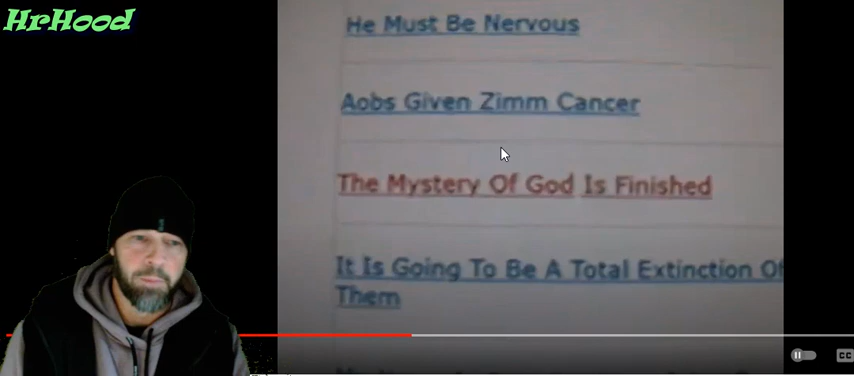 HrHood
He Must Be Nervous
Aobs Given Zimm Cancer
The Mystery Of God Is Finished
It Is Going To Be A Total Extinction Of
Them
CC